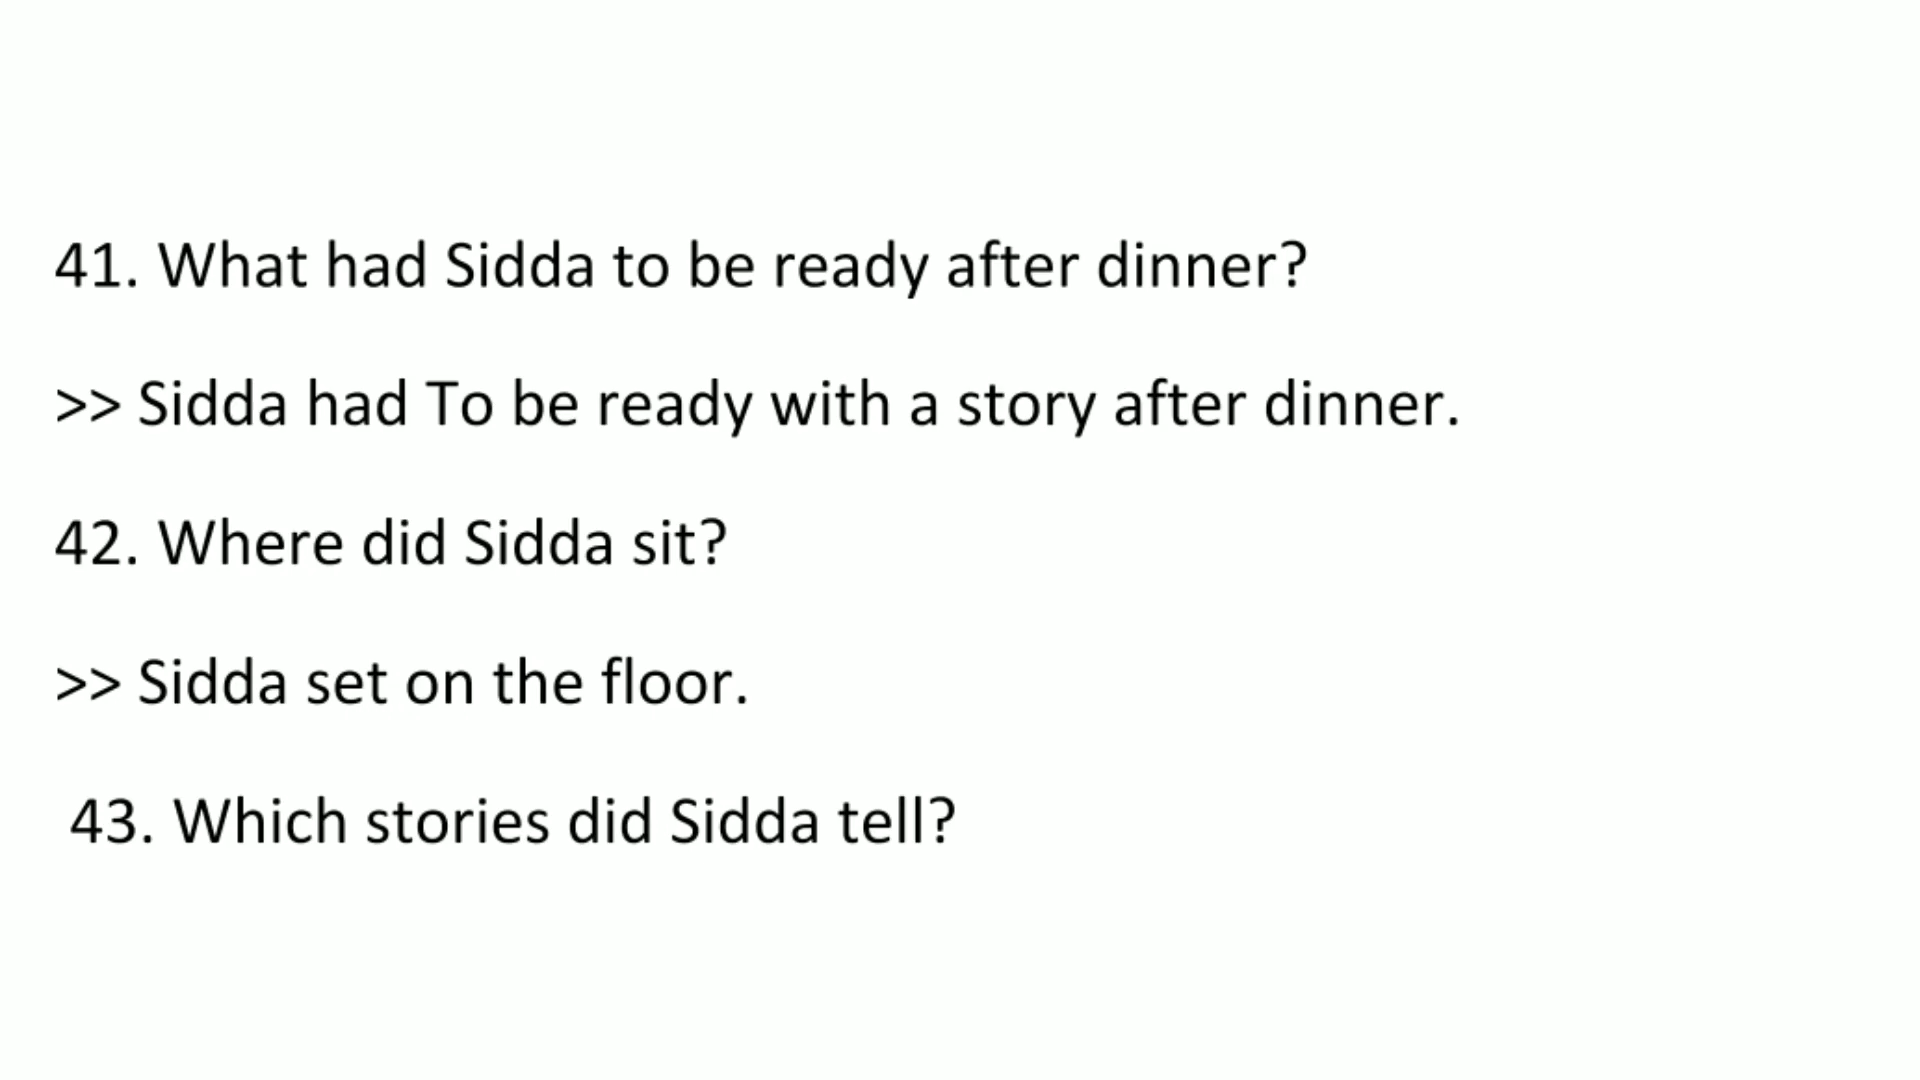 41. What had Sidda to be ready after dinner?
>> Sidda had To be ready with a story after dinner.
42. Where did Sidda sit?
>> Sidda set on the floor.
43. Which stories did Sidda tell?